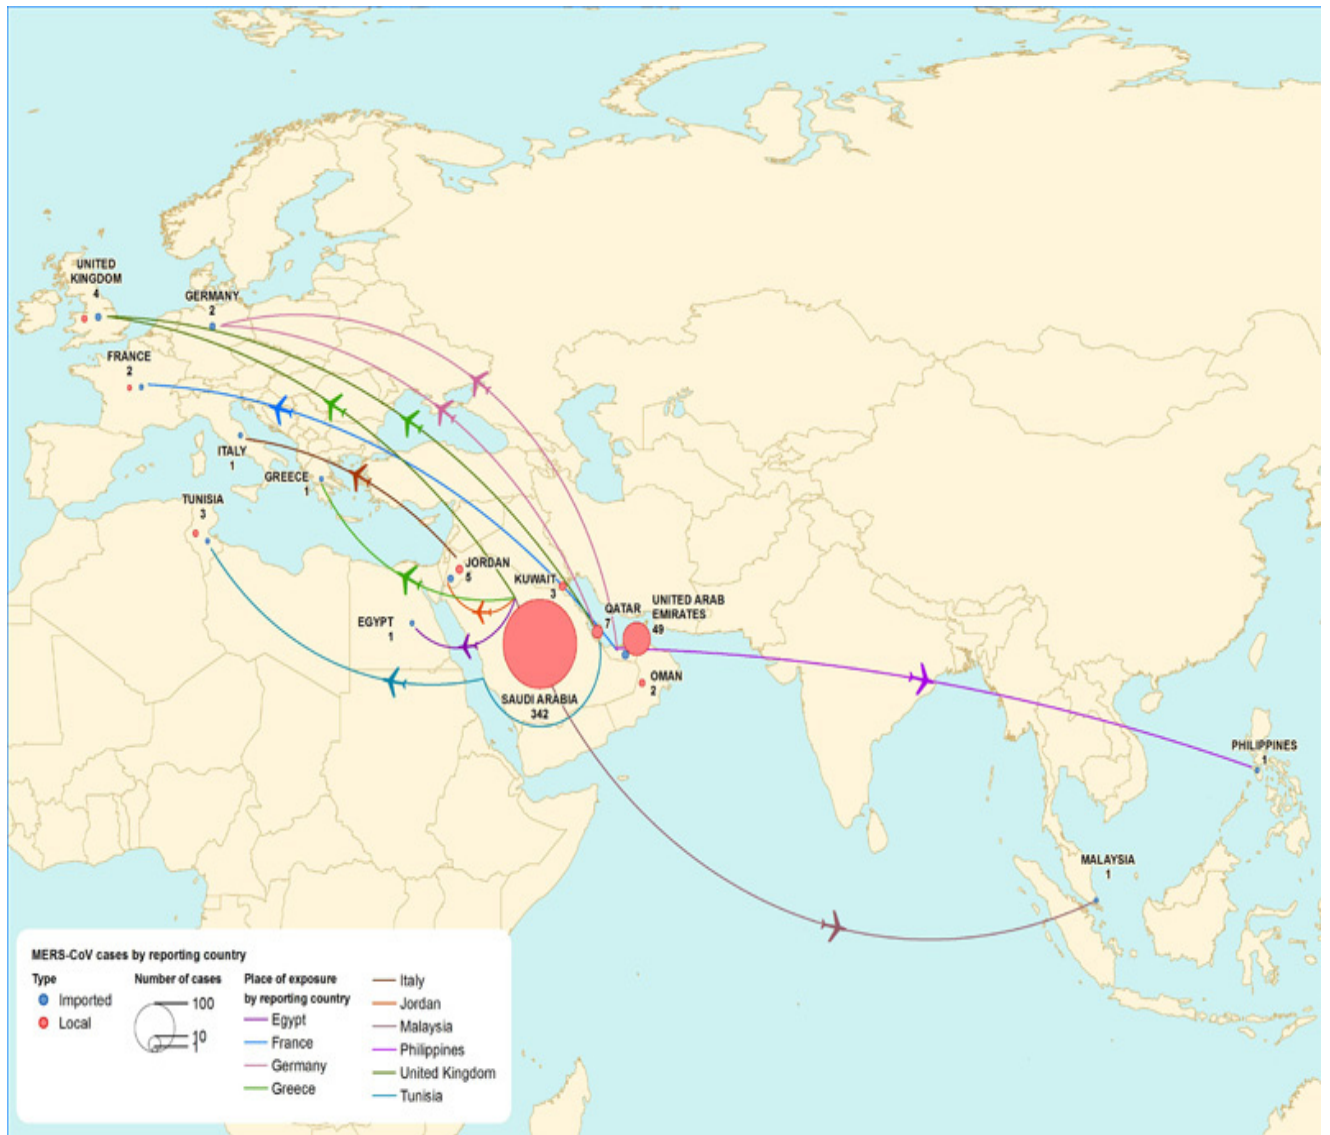 UNITED
KINGDOM
4
GERMANY
2
FRANCE
2
ITALY
1
GREECE
1
TUNISIA
3
JORDAN
5
KUWAIT
3
QATAR
7
UNITED ARAB
EMIRATES
49
EGYPT
1
OMAN
2
SAUDI ARABIA
342
PHILIPPINES
1
MALAYSIA
1
MERS-CoV cases by reporting country
Type
Imported
Local
Number of cases
100
10
1
Place of exposure
by reporting country
Egypt
France
Germany
Greece
Italy
Jordan
Malaysia
Philippines
United Kingdom
Tunisia